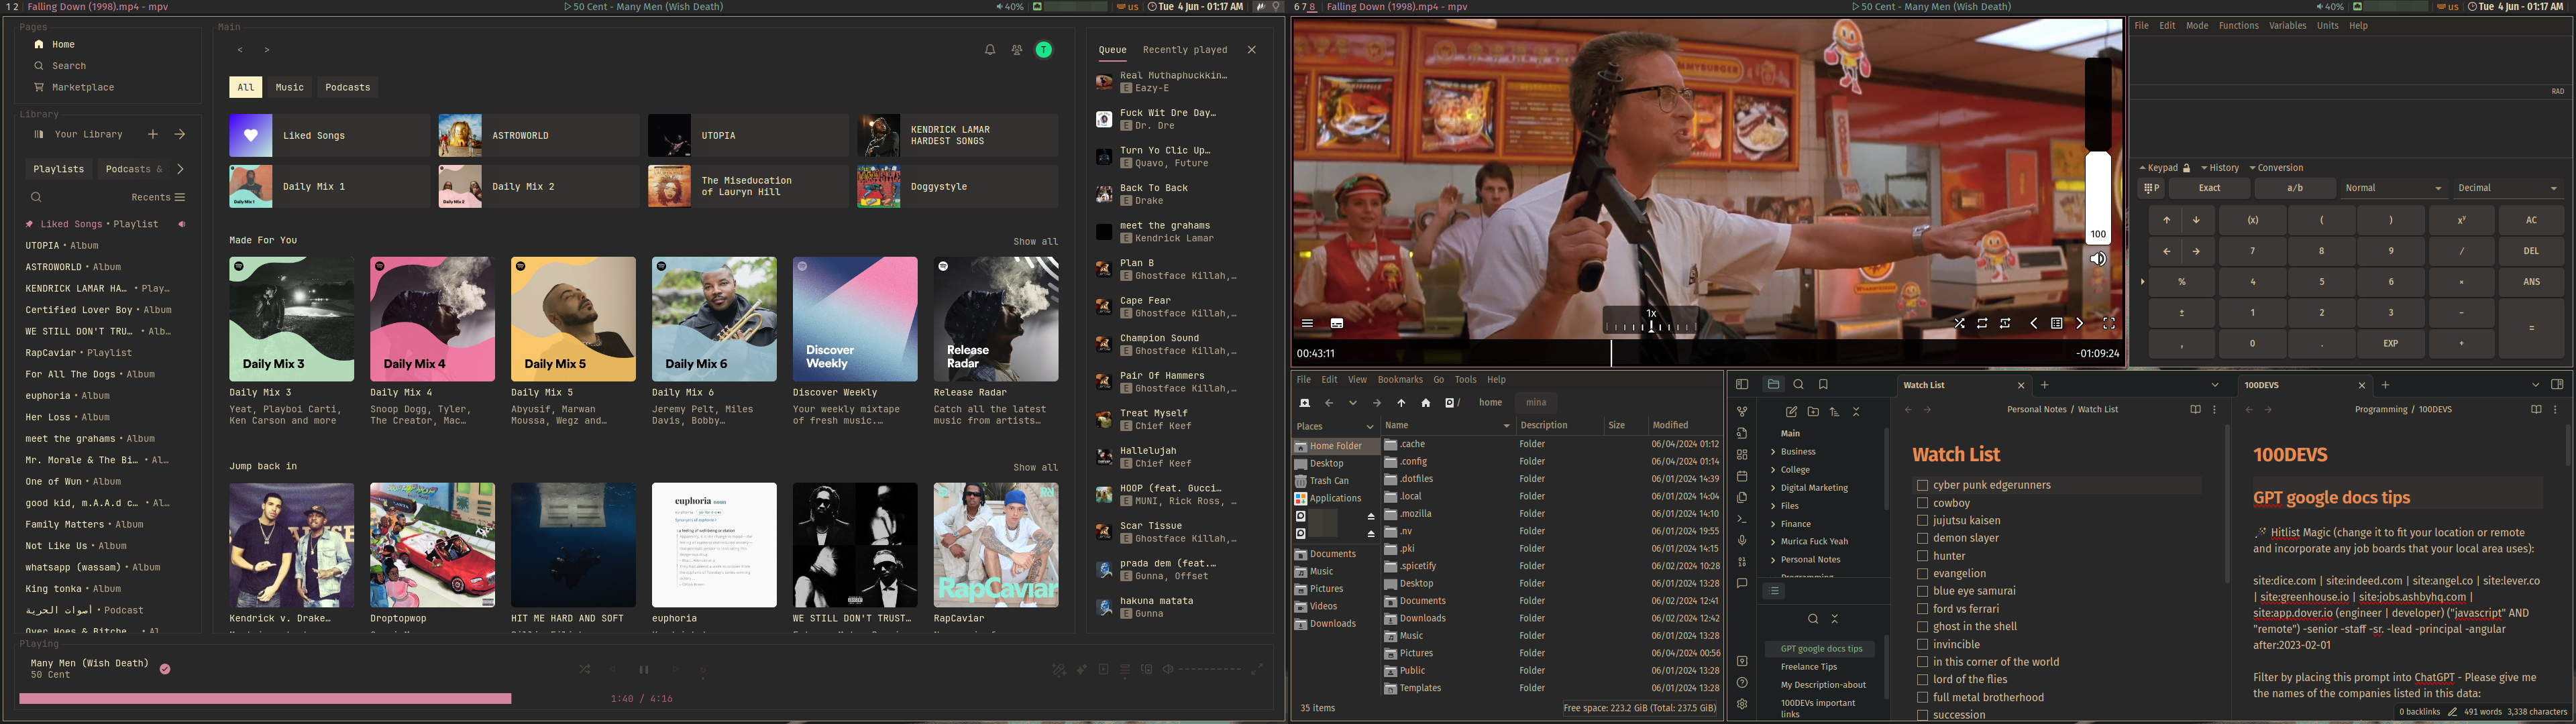 1 2 Falling Down (1998).mp4 - mpv
50 Cent - Many Men (Wish Death)
40%
us
Tue 4 Jun - 01:17 AM
Pages
Home
Search
Marketplace
Library
Your Library
Playlists
Podcasts &
Recents
Liked Songs • Playlist
UTOPIA • Album
ASTROWORLD • Album
KENDRICK LAMAR HA… • Play…
Certified Lover Boy • Album
WE STILL DON'T TRU… • Alb…
RapCaviar • Playlist
For All The Dogs • Album
euphoria • Album
Her Loss • Album
meet the grahams • Album
Mr. Morale & The Bi… • Al…
One of Wun • Album
good kid, m.A.A.d c… • Al…
Family Matters • Album
Not Like Us • Album
whatsapp (wassam) • Album
King tonka • Album
أصوات الحرية • Podcast
Over Hoes & Bitche… • Al…
Main
T
All
Music
Podcasts
Liked Songs
ASTROWORLD
UTOPIA
KENDRICK LAMAR
HARDEST SONGS
Daily Mix 1
Daily Mix 2
The Miseducation
of Lauryn Hill
Doggystyle
Made For You
Show all
Daily Mix 3
Daily Mix 4
Daily Mix 5
Daily Mix 6
Discover
Weekly
Release
Radar
Daily Mix 3
Yeat, Playboi Carti,
Ken Carson and more
Daily Mix 4
Snoop Dogg, Tyler,
The Creator, Mac…
Daily Mix 5
Abyusif, Marwan
Moussa, Wegz and…
Daily Mix 6
Jeremy Pelt, Miles
Davis, Bobby…
Discover Weekly
Your weekly mixtape
of fresh music.…
Release Radar
Catch all the latest
music from artists…
Jump back in
Show all
euphoria
RapCaviar
Kendrick v. Drake…
Droptopwop
HIT ME HARD AND SOFT
euphoria
WE STILL DON'T TRUST…
RapCaviar
Queue
Recently played
Real Muthaphuckkin…
E Eazy-E
Fuck Wit Dre Day…
E Dr. Dre
Turn Yo Clic Up…
E Quavo, Future
Back To Back
E Drake
meet the grahams
E Kendrick Lamar
Plan B
E Ghostface Killah,…
Cape Fear
E Ghostface Killah,…
Champion Sound
E Ghostface Killah,…
Pair Of Hammers
E Ghostface Killah,…
Treat Myself
E Chief Keef
Hallelujah
E Chief Keef
HOOP (feat. Gucci…
E MUNI, Rick Ross, …
Scar Tissue
E Ghostface Killah,…
prada dem (feat.…
E Gunna, Offset
hakuna matata
E Gunna
Playing
Many Men (Wish Death)
50 Cent
1:40 / 4:16
6 7 8 Falling Down (1998).mp4 - mpv
50 Cent - Many Men (Wish Death)
40%
us
Tue 4 Jun - 01:17 AM
100
1x
00:43:11
-01:09:24
File Edit Mode Functions Variables Units Help
RAD
Keypad
History
Conversion
P
Exact
a/b
Normal
Decimal
↑ ↓ (x) ( ) xʸ AC
← → 7 8 9 / DEL
% 4 5 6 × ANS
± 1 2 3 − =
, 0 . EXP +
File Edit View Bookmarks Go Tools Help
/ home mina
Places
Home Folder
Desktop
Trash Can
Applications
Documents
Music
Pictures
Videos
Downloads
Name Description Size Modified
.cache Folder 06/04/2024 01:12
.config Folder 06/04/2024 01:14
.dotfiles Folder 06/01/2024 14:39
.local Folder 06/01/2024 14:04
.mozilla Folder 06/01/2024 14:10
.nv Folder 06/01/2024 19:55
.pki Folder 06/01/2024 14:15
.spicetify Folder 06/02/2024 10:28
Desktop Folder 06/01/2024 13:28
Documents Folder 06/02/2024 12:41
Downloads Folder 06/02/2024 12:42
Music Folder 06/01/2024 13:28
Pictures Folder 06/04/2024 00:56
Public Folder 06/01/2024 13:28
Templates Folder 06/01/2024 13:28
35 items
Free space: 223.2 GiB (Total: 237.5 GiB)
Main
Business
College
Digital Marketing
Files
Finance
Murica Fuck Yeah
Personal Notes
Programming
GPT google docs tips
Freelance Tips
My Description-about
100DEVs important
links
Watch List
Personal Notes / Watch List
Watch List
cyber punk edgerunners
cowboy
jujutsu kaisen
demon slayer
hunter
evangelion
blue eye samurai
ford vs ferrari
ghost in the shell
invincible
in this corner of the world
lord of the flies
full metal brotherhood
succession
100DEVS
Programming / 100DEVS
100DEVS
GPT google docs tips
Hitlist Magic (change it to fit your location or remote
and incorporate any job boards that your local area uses):
site:dice.com | site:indeed.com | site:angel.co | site:lever.co
| site:greenhouse.io | site:jobs.ashbyhq.com |
site:app.dover.io (engineer | developer) ("javascript" AND
"remote") -senior -staff -sr. -lead -principal -angular
after:2023-02-01
Filter by placing this prompt into ChatGPT - Please give me
the names of the companies listed in this data:
0 backlinks
491 words 3,338 characters